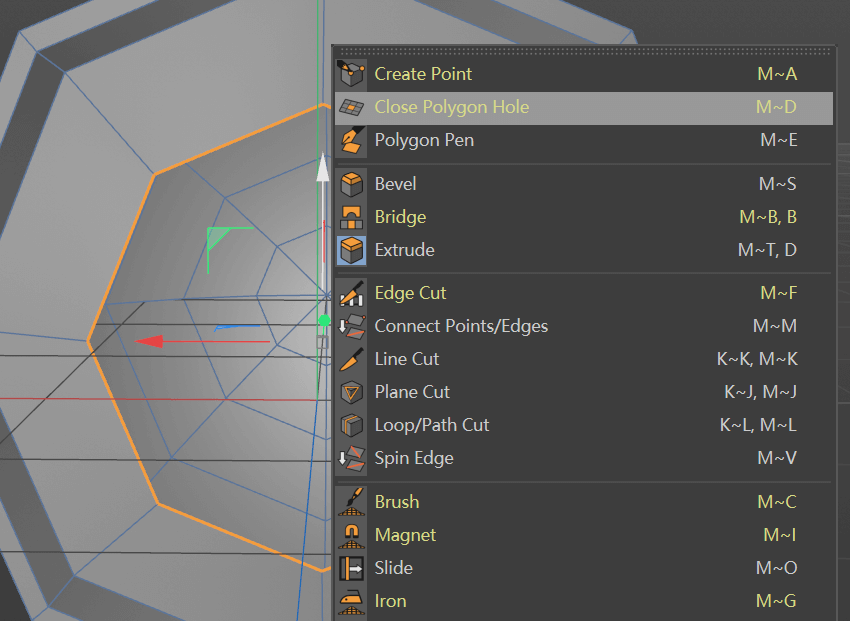 Create Point M~A
Close Polygon Hole M~D
Polygon Pen M~E
Bevel M~S
Bridge M~B, B
Extrude M~T, D
Edge Cut M~F
Connect Points/Edges M~M
Line Cut K~K, M~K
Plane Cut K~J, M~J
Loop/Path Cut K~L, M~L
Spin Edge M~V
Brush M~C
Magnet M~I
Slide M~O
Iron M~G